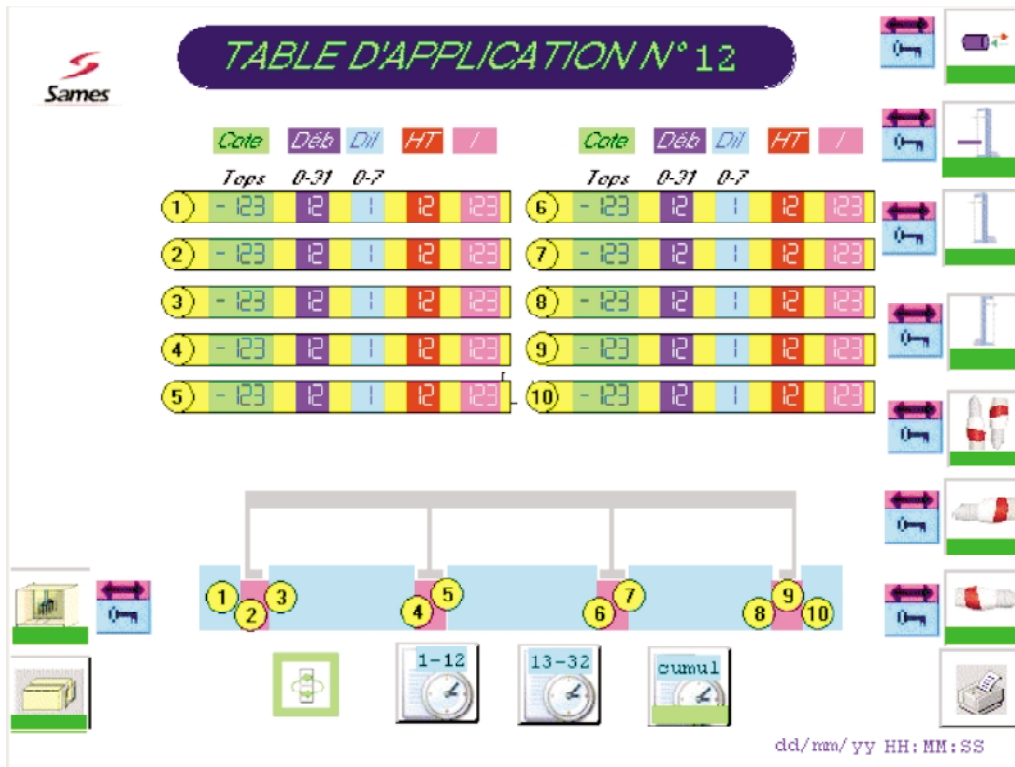 TABLE D'APPLICATION N° 12
Sames
Cote Déb Dil HT I Cote Déb Dil HT I
Tops 0-31 0-7 Tops 0-31 0-7
1 -123 12 1 12 123 6 -123 12 1 12 123
2 -123 12 1 12 123 7 -123 12 1 12 123
3 -123 12 1 12 123 8 -123 12 1 12 123
4 -123 12 1 12 123 9 -123 12 1 12 123
5 -123 12 1 12 123 10 -123 12 1 12 123
1 2 3 4 5 6 7 8 9 10
1-12 13-32 cumul
dd/mm/yy HH:MM:SS